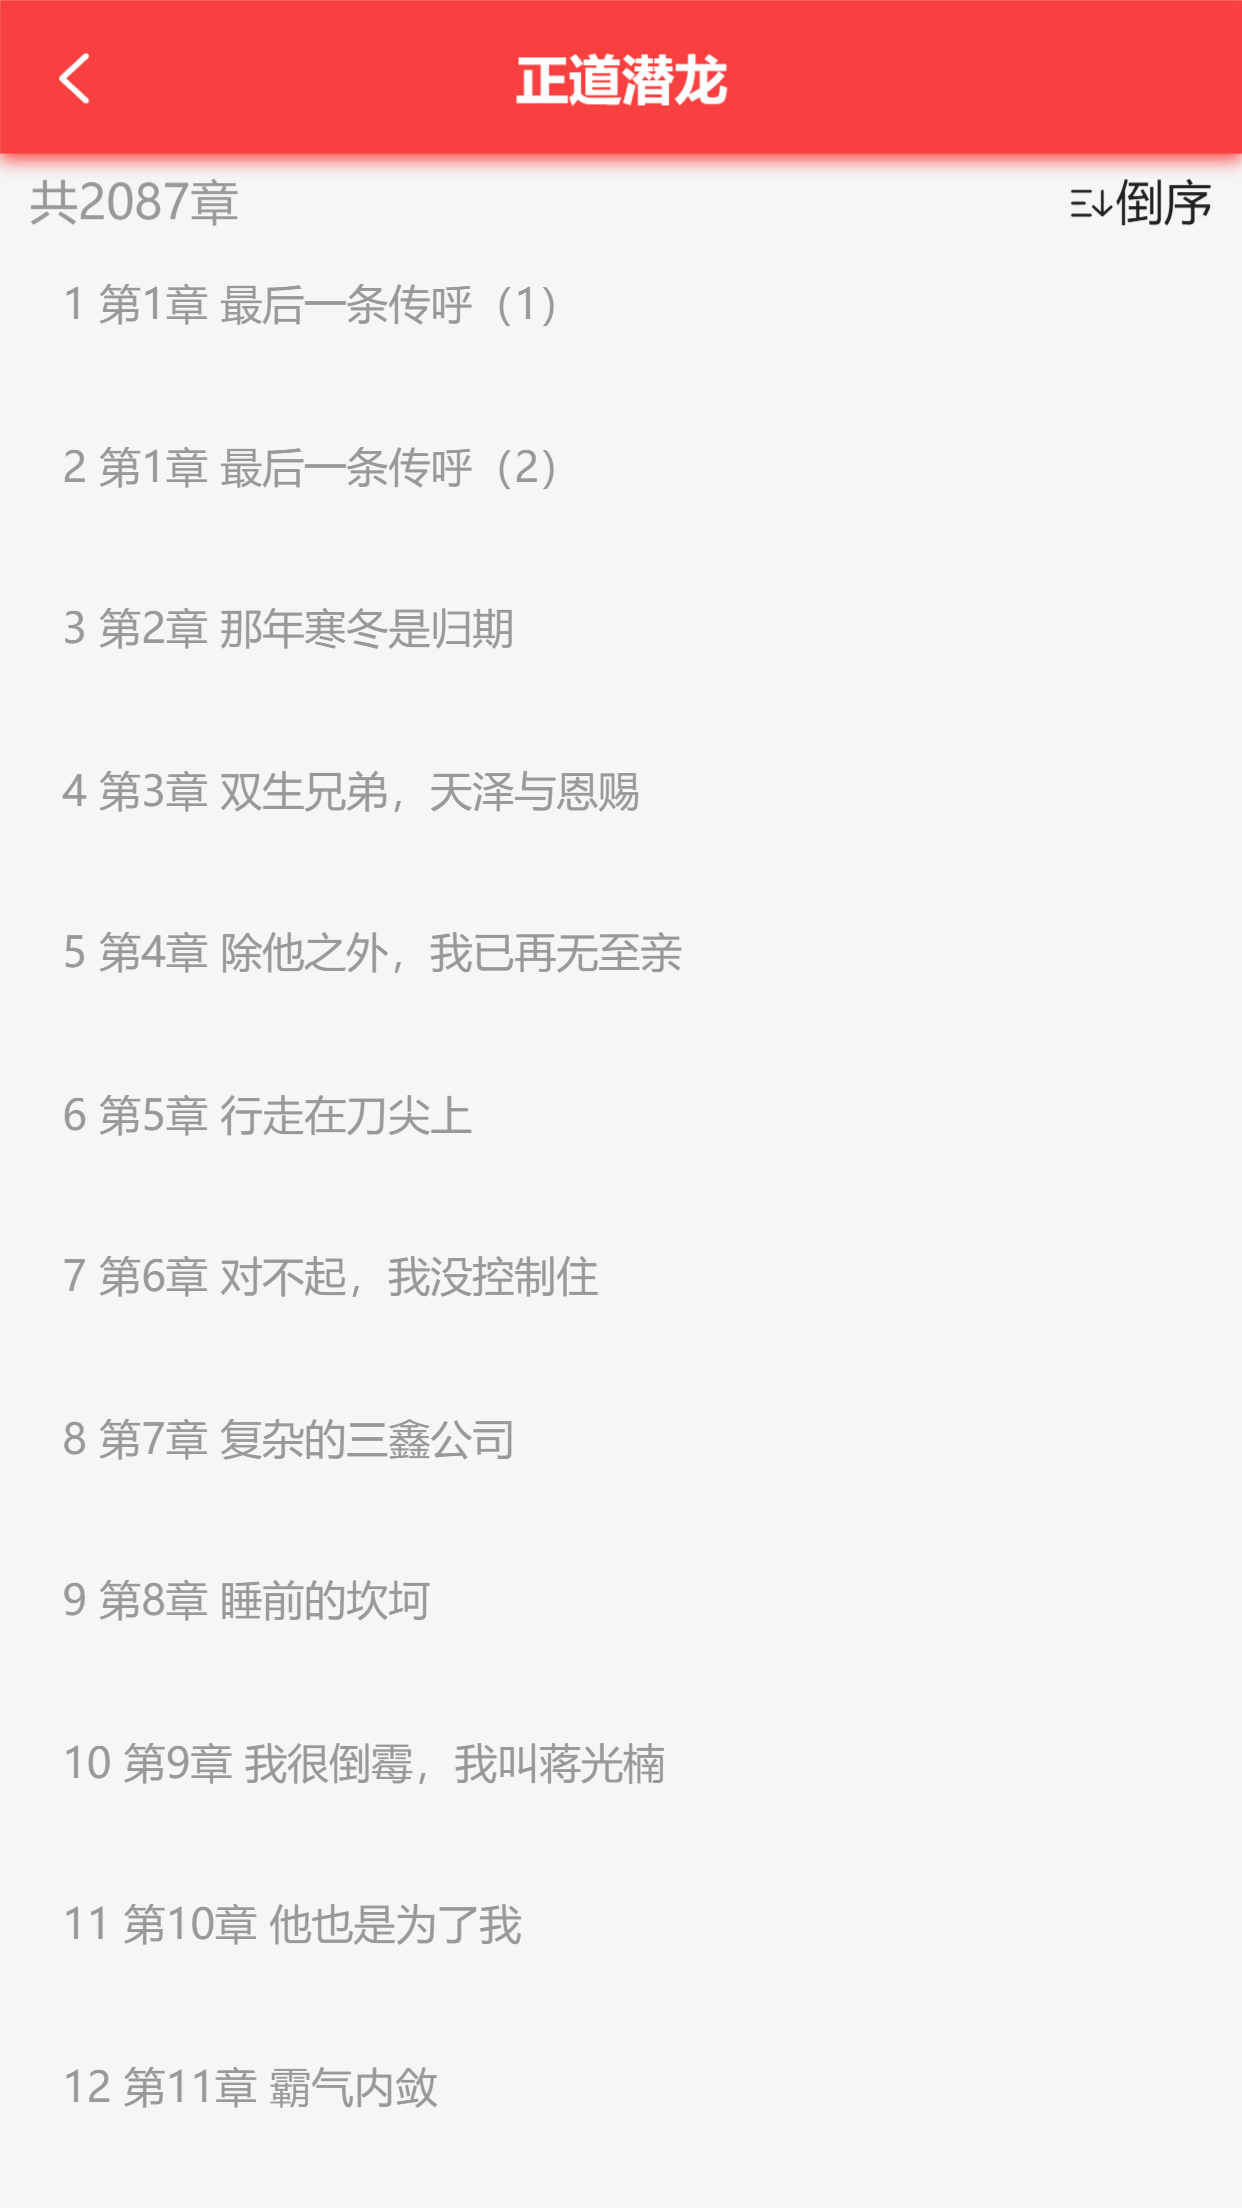 正道潜龙
共2087章
倒序
1 第1章 最后一条传呼（1）
2 第1章 最后一条传呼（2）
3 第2章 那年寒冬是归期
4 第3章 双生兄弟，天泽与恩赐
5 第4章 除他之外，我已再无至亲
6 第5章 行走在刀尖上
7 第6章 对不起，我没控制住
8 第7章 复杂的三鑫公司
9 第8章 睡前的坎坷
10 第9章 我很倒霉，我叫蒋光楠
11 第10章 他也是为了我
12 第11章 霸气内敛